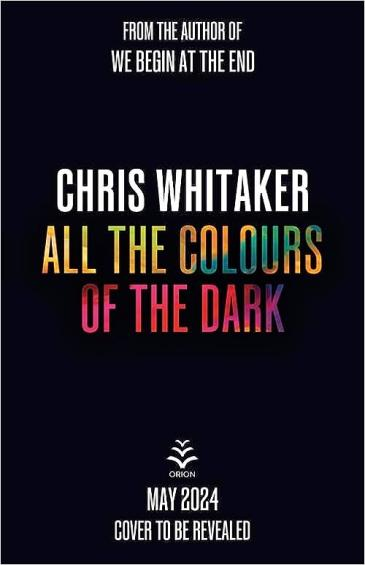 FROM THE AUTHOR OF
WE BEGIN AT THE END
CHRIS WHITAKER
ALL THE COLOURS
OF THE DARK
ORION
MAY 2024
COVER TO BE REVEALED